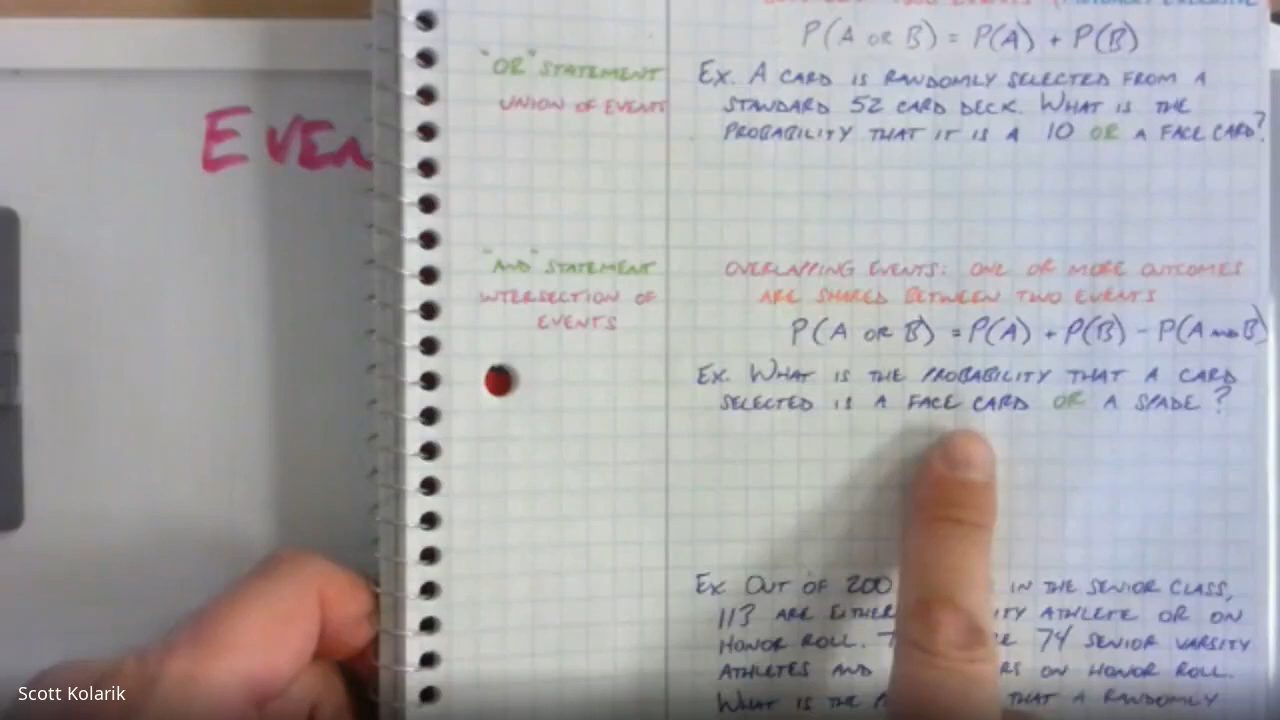 P(A OR B) = P(A) + P(B)
"OR" STATEMENT
UNION OF EVENTS
EX. A CARD IS RANDOMLY SELECTED FROM A
STANDARD 52 CARD DECK. WHAT IS THE
PROBABILITY THAT IT IS A 10 OR A FACE CARD?
EVEN
"AND" STATEMENT
INTERSECTION OF
EVENTS
OVERLAPPING EVENTS: ONE OR MORE OUTCOMES
ARE SHARED BETWEEN TWO EVENTS
P(A OR B) = P(A) + P(B) - P(A AND B)
EX. WHAT IS THE PROBABILITY THAT A CARD
SELECTED IS A FACE CARD OR A SPADE?
EX. OUT OF 200 IN THE SENIOR CLASS,
113 ARE EITHER ATHLETE OR ON
HONOR ROLL. 74 SENIOR VARSITY
ATHLETES AND ON HONOR ROLL.
WHAT IS THE THAT A RANDOMLY
Scott Kolarik